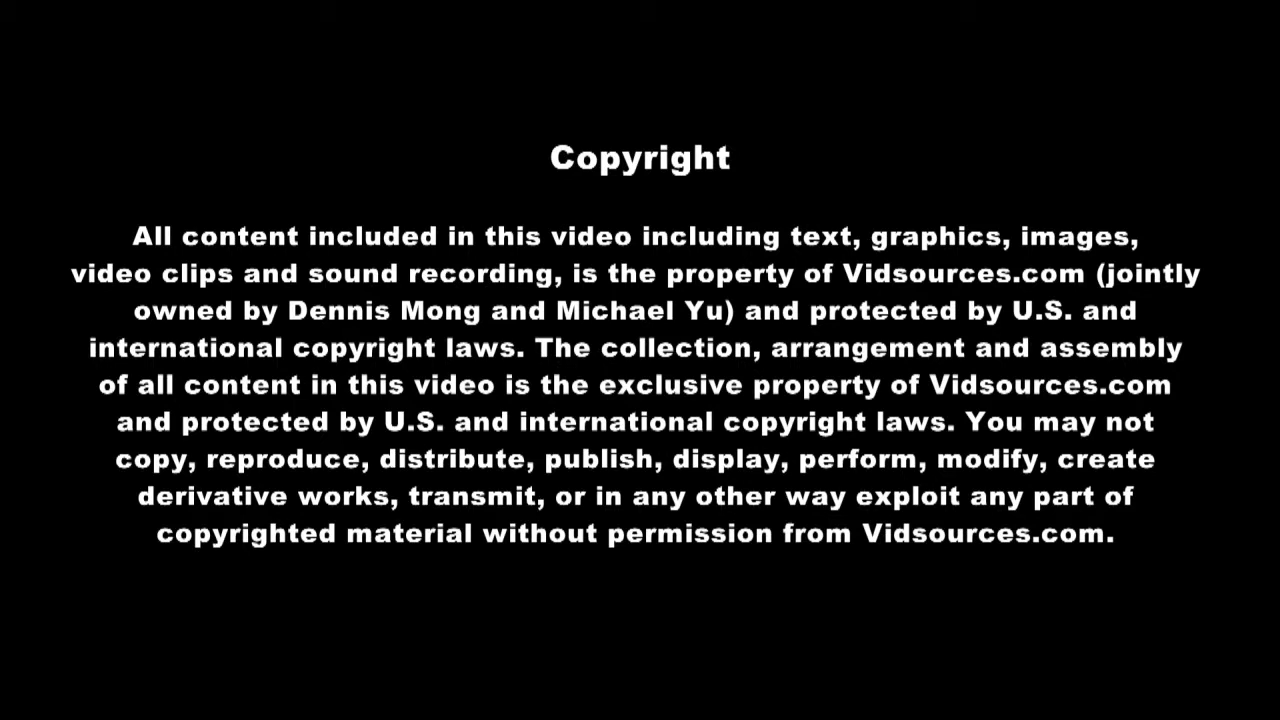 Copyright
All content included in this video including text, graphics, images,
video clips and sound recording, is the property of Vidsources.com (jointly
owned by Dennis Mong and Michael Yu) and protected by U.S. and
international copyright laws. The collection, arrangement and assembly
of all content in this video is the exclusive property of Vidsources.com
and protected by U.S. and international copyright laws. You may not
copy, reproduce, distribute, publish, display, perform, modify, create
derivative works, transmit, or in any other way exploit any part of
copyrighted material without permission from Vidsources.com.